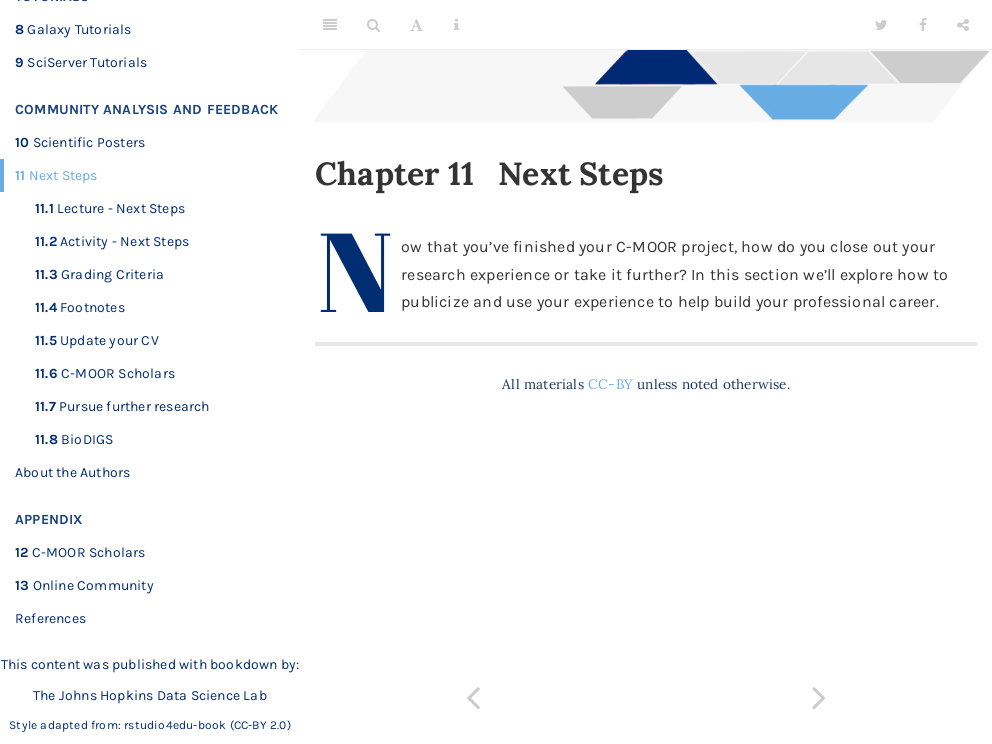 TUTORIALS
8 Galaxy Tutorials
9 SciServer Tutorials
COMMUNITY ANALYSIS AND FEEDBACK
10 Scientific Posters
11 Next Steps
11.1 Lecture - Next Steps
11.2 Activity - Next Steps
11.3 Grading Criteria
11.4 Footnotes
11.5 Update your CV
11.6 C-MOOR Scholars
11.7 Pursue further research
11.8 BioDIGS
About the Authors
APPENDIX
12 C-MOOR Scholars
13 Online Community
References
This content was published with bookdown by:
The Johns Hopkins Data Science Lab
Style adapted from: rstudio4edu-book (CC-BY 2.0)
Chapter 11 Next Steps
Now that you’ve finished your C-MOOR project, how do you close out your
research experience or take it further? In this section we’ll explore how to
publicize and use your experience to help build your professional career.
All materials CC-BY unless noted otherwise.